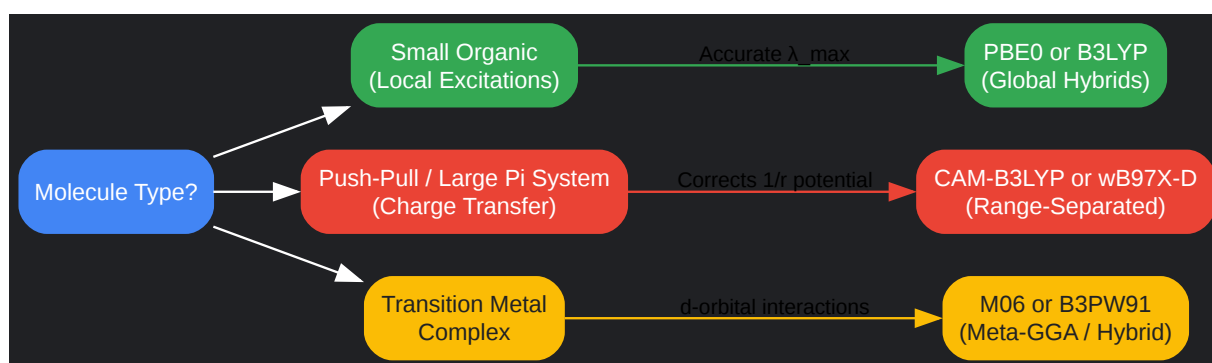 Molecule Type?
Small Organic
(Local Excitations)
Accurate λ_max
PBE0 or B3LYP
(Global Hybrids)
Push-Pull / Large Pi System
(Charge Transfer)
Corrects 1/r potential
CAM-B3LYP or wB97X-D
(Range-Separated)
Transition Metal
Complex
d-orbital interactions
M06 or B3PW91
(Meta-GGA / Hybrid)